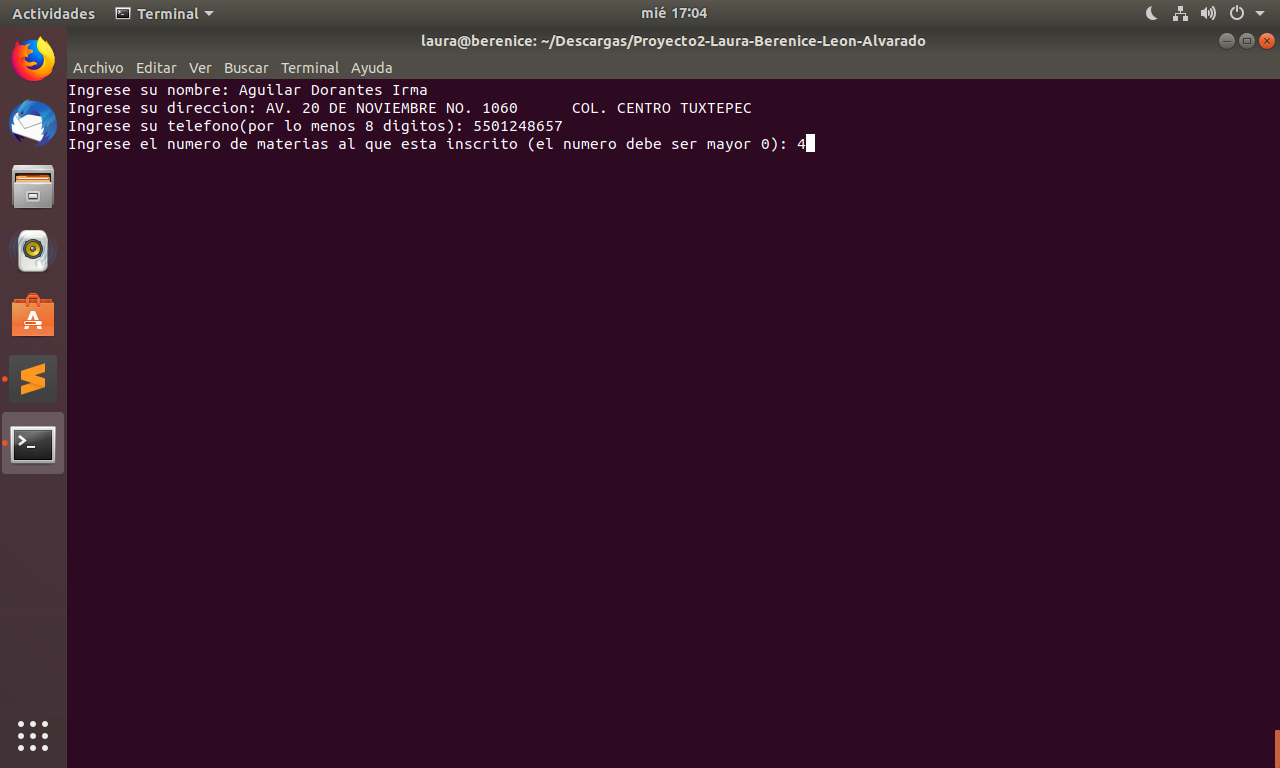 Actividades Terminal mié 17:04
laura@berenice: ~/Descargas/Proyecto2-Laura-Berenice-Leon-Alvarado
Archivo Editar Ver Buscar Terminal Ayuda
Ingrese su nombre: Aguilar Dorantes Irma
Ingrese su direccion: AV. 20 DE NOVIEMBRE NO. 1060      COL. CENTRO TUXTEPEC
Ingrese su telefono(por lo menos 8 digitos): 5501248657
Ingrese el numero de materias al que esta inscrito (el numero debe ser mayor 0): 4